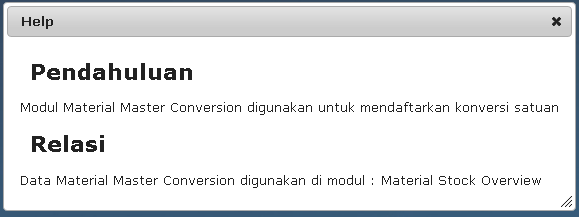 Help
Pendahuluan
Modul Material Master Conversion digunakan untuk mendaftarkan konversi satuan
Relasi
Data Material Master Conversion digunakan di modul : Material Stock Overview